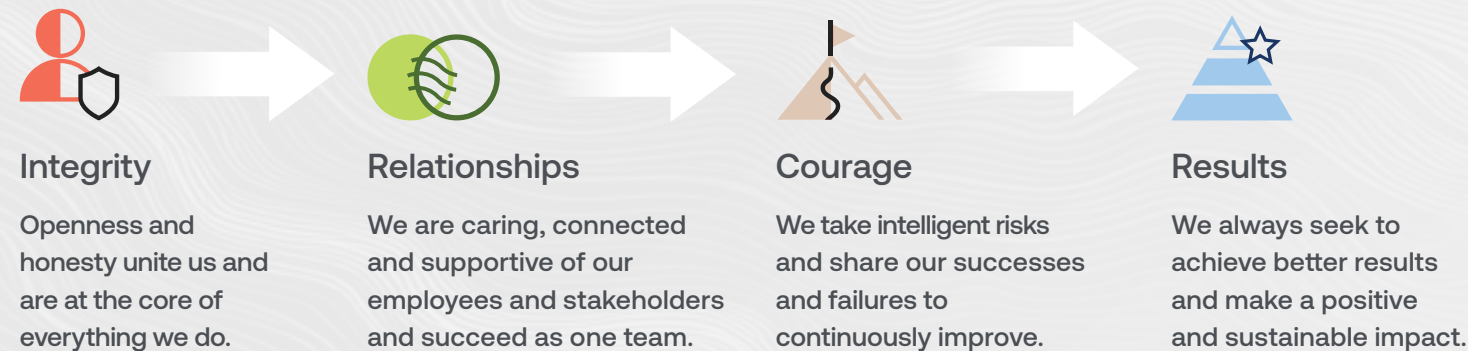 Integrity
Openness and
honesty unite us and
are at the core of
everything we do.
Relationships
We are caring, connected
and supportive of our
employees and stakeholders
and succeed as one team.
Courage
We take intelligent risks
and share our successes
and failures to
continuously improve.
Results
We always seek to
achieve better results
and make a positive
and sustainable impact.